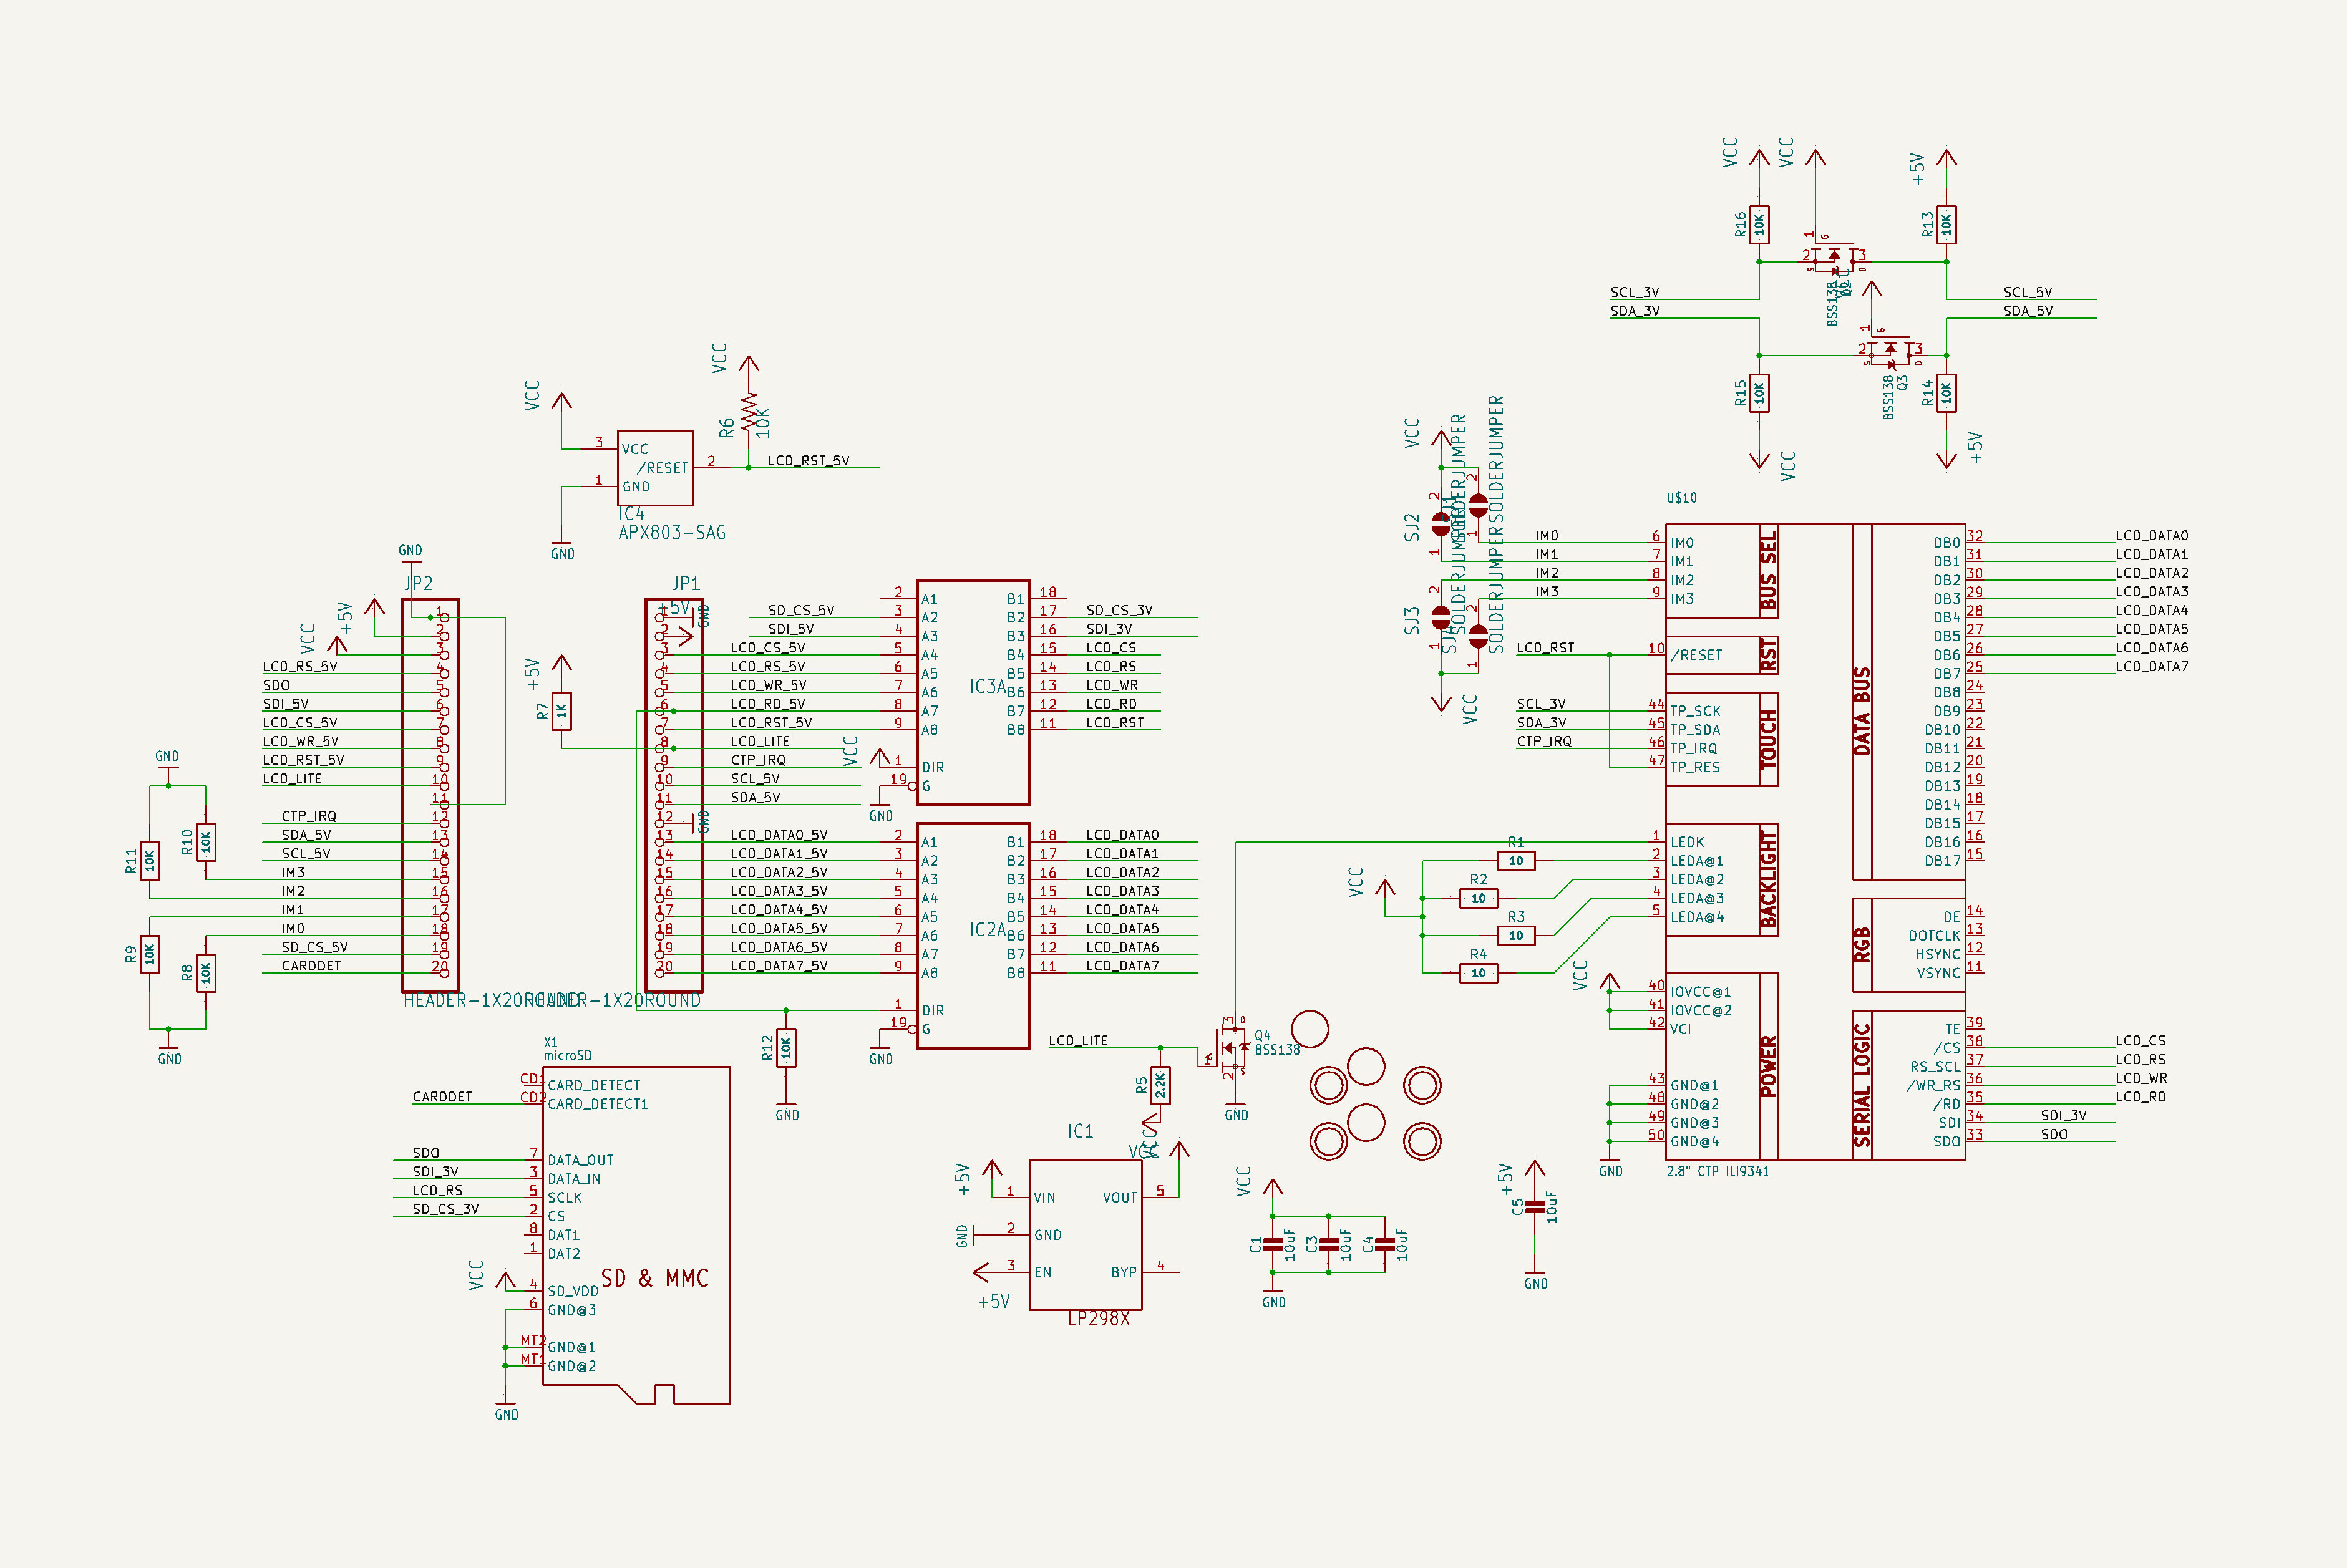 VCC
VCC
+5V
R16
10K
R13
10K
1
G
2
3
S
D
BSS138
SCL_3V
SCL_5V
SDA_3V
SDA_5V
1
G
2
3
S
D
BSS138
Q3
R15
10K
R14
10K
VCC
+5V
VCC
R6
10K
VCC
3
VCC
/RESET
2
LCD_RST_5V
1
GND
IC4
APX803-SAG
GND
VCC
SJ2
2
1
2
1
SOLDERJUMPER
SOLDERJUMPER
SJ3
2
1
SJ4
2
1
SOLDERJUMPER
SOLDERJUMPER
VCC
GND
JP2
+5V
VCC
1
2
3
LCD_RS_5V
4
SDO
5
SDI_5V
6
LCD_CS_5V
7
LCD_WR_5V
8
LCD_RST_5V
9
LCD_LITE
10
11
CTP_IRQ
12
SDA_5V
13
SCL_5V
14
IM3
15
IM2
16
IM1
17
IM0
18
SD_CS_5V
19
CARDDET
20
HEADER-1X20ROUND
GND
R11
10K
R10
10K
R9
10K
R8
10K
GND
+5V
R7
1K
JP1
+5V
1
GND
2
3
LCD_CS_5V
4
LCD_RS_5V
5
LCD_WR_5V
6
LCD_RD_5V
7
LCD_RST_5V
8
LCD_LITE
9
CTP_IRQ
10
SCL_5V
11
SDA_5V
12
GND
13
LCD_DATA0_5V
14
LCD_DATA1_5V
15
LCD_DATA2_5V
16
LCD_DATA3_5V
17
LCD_DATA4_5V
18
LCD_DATA5_5V
19
LCD_DATA6_5V
20
LCD_DATA7_5V
HEADER-1X20ROUND
SD_CS_5V
SDI_5V
2 A1 B1 18
3 A2 B2 17 SD_CS_3V
4 A3 B3 16 SDI_3V
5 A4 B4 15 LCD_CS
6 A5 B5 14 LCD_RS
7 A6 B6 13 LCD_WR
8 A7 B7 12 LCD_RD
9 A8 B8 11 LCD_RST
IC3A
VCC
1 DIR
19 G
GND
2 A1 B1 18 LCD_DATA0
3 A2 B2 17 LCD_DATA1
4 A3 B3 16 LCD_DATA2
5 A4 B4 15 LCD_DATA3
6 A5 B5 14 LCD_DATA4
7 A6 B6 13 LCD_DATA5
8 A7 B7 12 LCD_DATA6
9 A8 B8 11 LCD_DATA7
IC2A
1 DIR
19 G
GND
R12
10K
GND
U$10
IM0 6 IM0
IM1 7 IM1
IM2 8 IM2
IM3 9 IM3
BUS SEL
LCD_RST 10 /RESET
RST
SCL_3V 44 TP_SCK
SDA_3V 45 TP_SDA
CTP_IRQ 46 TP_IRQ
47 TP_RES
TOUCH
1 LEDK
2 LEDA@1
3 LEDA@2
4 LEDA@3
5 LEDA@4
BACKLIGHT
R1
10
R2
10
R3
10
R4
10
VCC
VCC
40 IOVCC@1
41 IOVCC@2
42 VCI
43 GND@1
48 GND@2
49 GND@3
50 GND@4
POWER
GND
2.8" CTP ILI9341
DATA BUS
DB0 32 LCD_DATA0
DB1 31 LCD_DATA1
DB2 30 LCD_DATA2
DB3 29 LCD_DATA3
DB4 28 LCD_DATA4
DB5 27 LCD_DATA5
DB6 26 LCD_DATA6
DB7 25 LCD_DATA7
DB8 24
DB9 23
DB10 22
DB11 21
DB12 20
DB13 19
DB14 18
DB15 17
DB16 16
DB17 15
RGB
DE 14
DOTCLK 13
HSYNC 12
VSYNC 11
SERIAL LOGIC
TE 39
/CS 38 LCD_CS
RS_SCL 37 LCD_RS
/WR_RS 36 LCD_WR
/RD 35 LCD_RD
SDI 34 SDI_3V
SDO 33 SDO
LCD_LITE
R5
2.2K
VCC
3
D
G
1
2
S
Q4
BSS138
GND
X1
microSD
CD1 CARD_DETECT
CARDDET CD2 CARD_DETECT1
SDO 7 DATA_OUT
SDI_3V 3 DATA_IN
LCD_RS 5 SCLK
SD_CS_3V 2 CS
8 DAT1
1 DAT2
VCC
4 SD_VDD
6 GND@3
MT2 GND@1
MT1 GND@2
SD & MMC
GND
IC1
VCC
+5V
1 VIN VOUT 5
GND
2 GND
3 EN BYP 4
+5V
LP298X
VCC
C1
10uF
C3
10uF
C4
10uF
GND
+5V
C5
10uF
GND